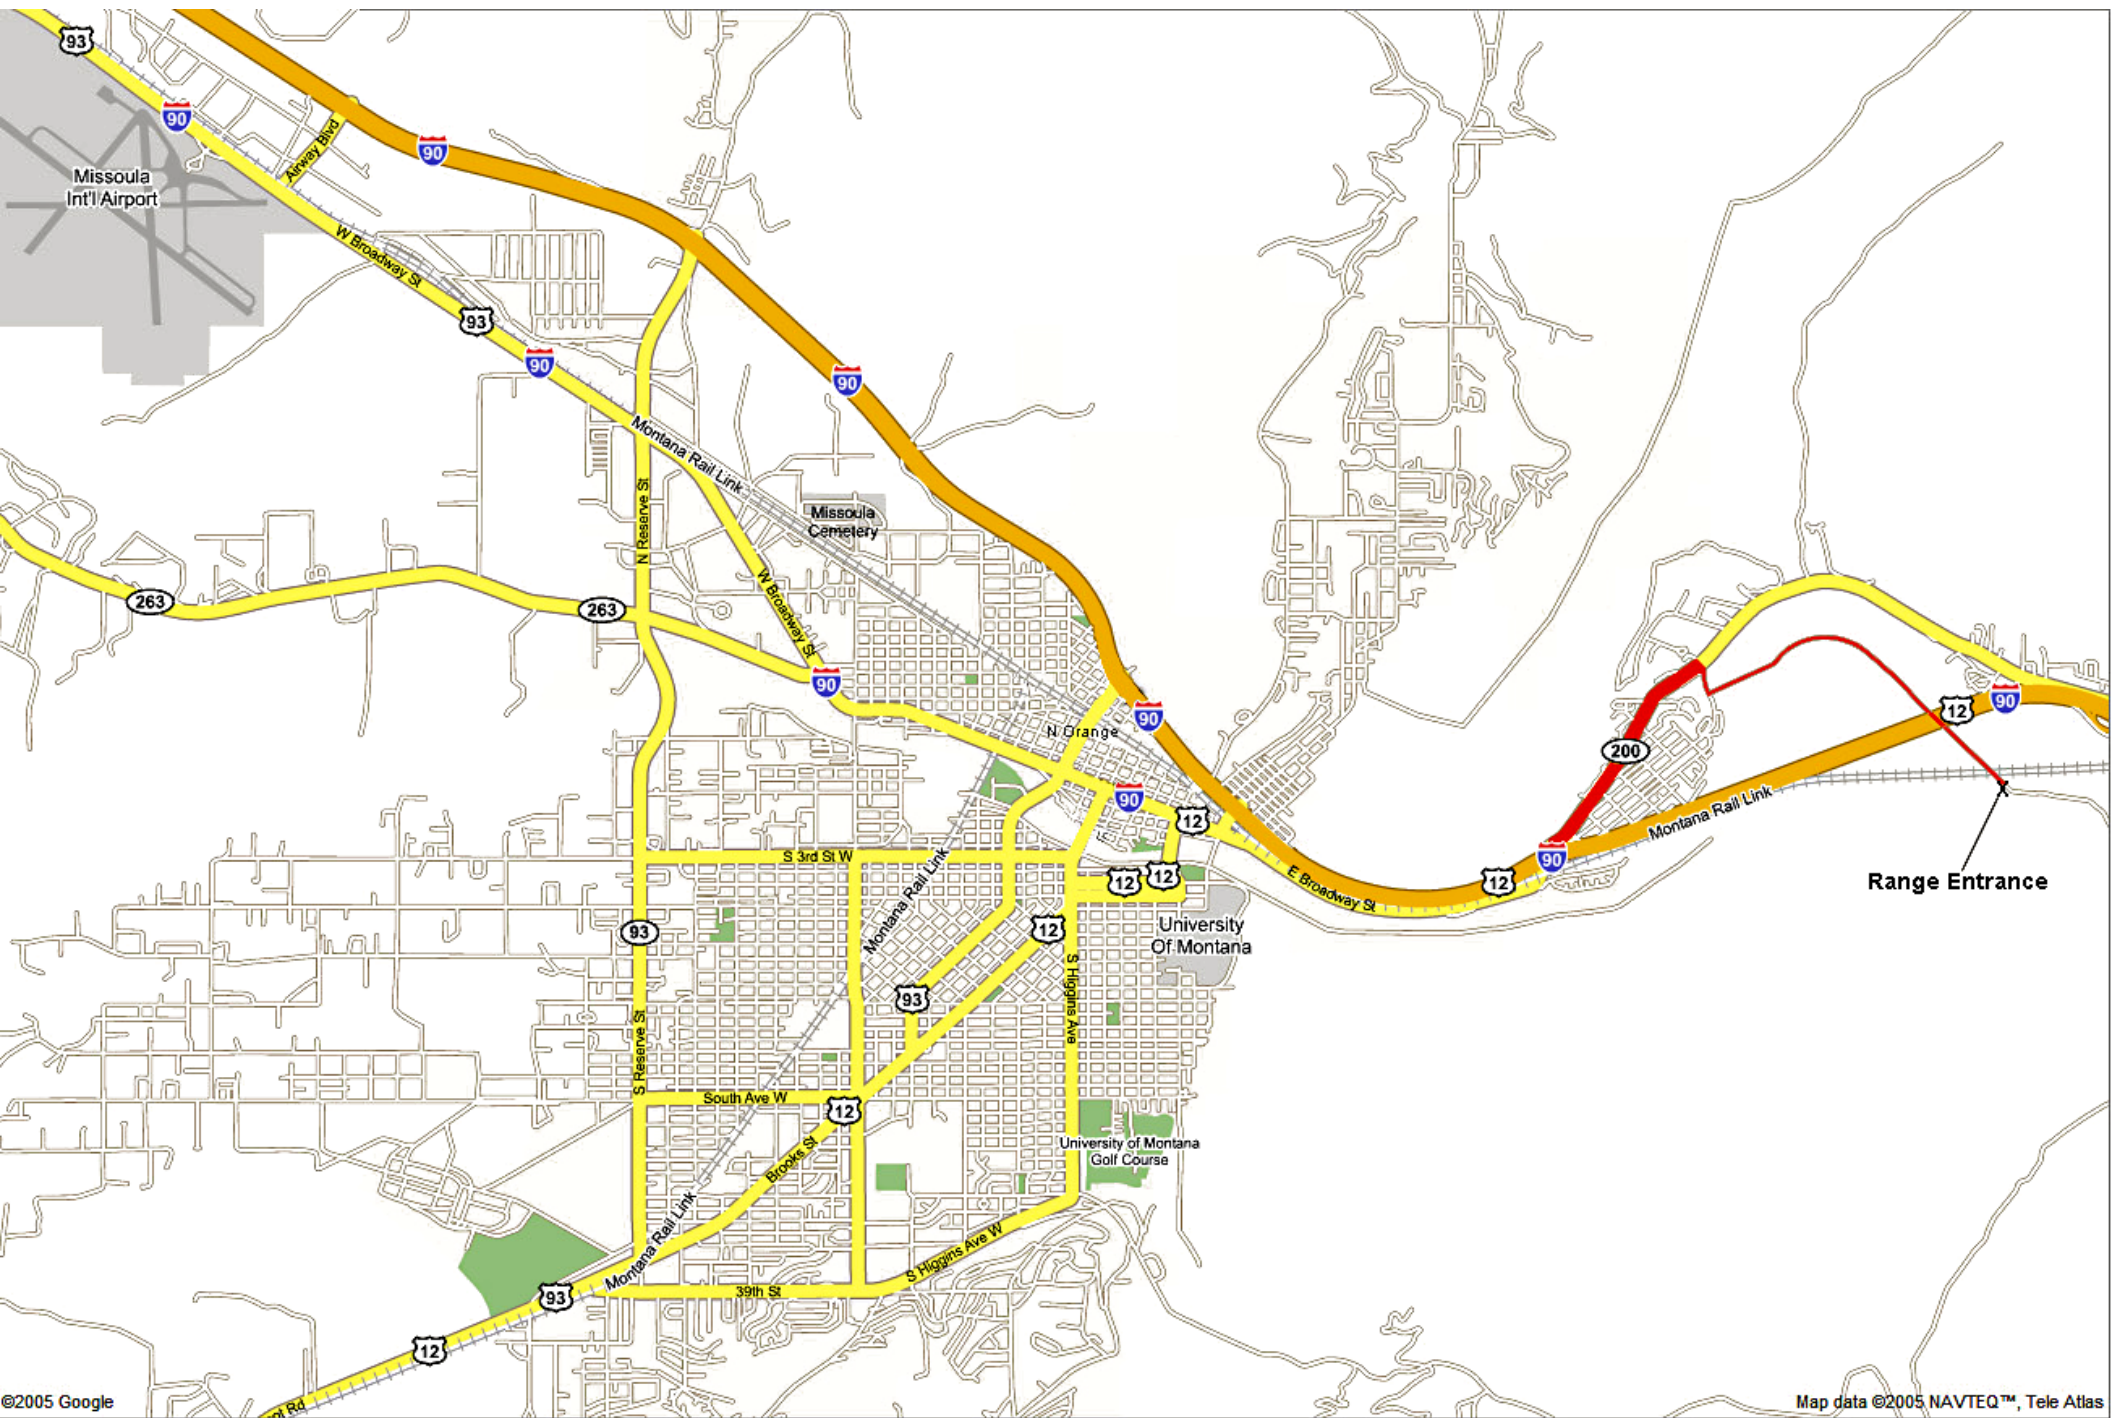 93
90
Airway Blvd
90
Missoula
Int'l Airport
W Broadway St
93
90
90
Montana Rail Link
N Reserve St
Missoula
Cemetery
263
263
W Broadway St
90
90
N Orange
12
90
200
90
12
S 3rd St W
Montana Rail Link
Montana Rail Link
90
12
12
12
E Broadway St
Range Entrance
93
12
University
Of Montana
93
S Higgins Ave
S Reserve St
South Ave W
12
Brooks St
University of Montana
Golf Course
Montana Rail Link
S Higgins Ave W
93
39th St
12
ot Rd
©2005 Google
Map data ©2005 NAVTEQ™, Tele Atlas